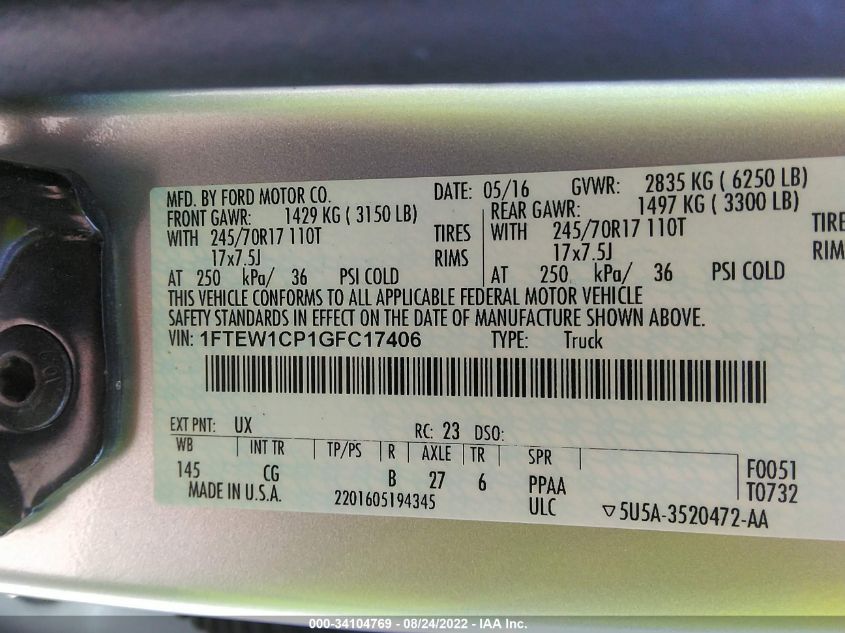 MFD. BY FORD MOTOR CO. DATE: 05/16 GVWR: 2835 KG ( 6250 LB)
FRONT GAWR: 1429 KG ( 3150 LB) REAR GAWR: 1497 KG ( 3300 LB)
WITH 245/70R17 110T TIRES WITH 245/70R17 110T TIRES
17x7.5J RIMS 17x7.5J RIMS
AT 250 kPa/ 36 PSI COLD AT 250 kPa/ 36 PSI COLD
THIS VEHICLE CONFORMS TO ALL APPLICABLE FEDERAL MOTOR VEHICLE
SAFETY STANDARDS IN EFFECT ON THE DATE OF MANUFACTURE SHOWN ABOVE.
VIN: 1FTEW1CP1GFC17406 TYPE: Truck
EXT PNT: UX RC: 23 DSO:
WB INT TR TP/PS R AXLE TR SPR
145 CG B 27 6 PPAA
ULC
F0051
T0732
MADE IN U.S.A. 2201605194345
5U5A-3520472-AA
000-34104769 - 08/24/2022 - IAA Inc.